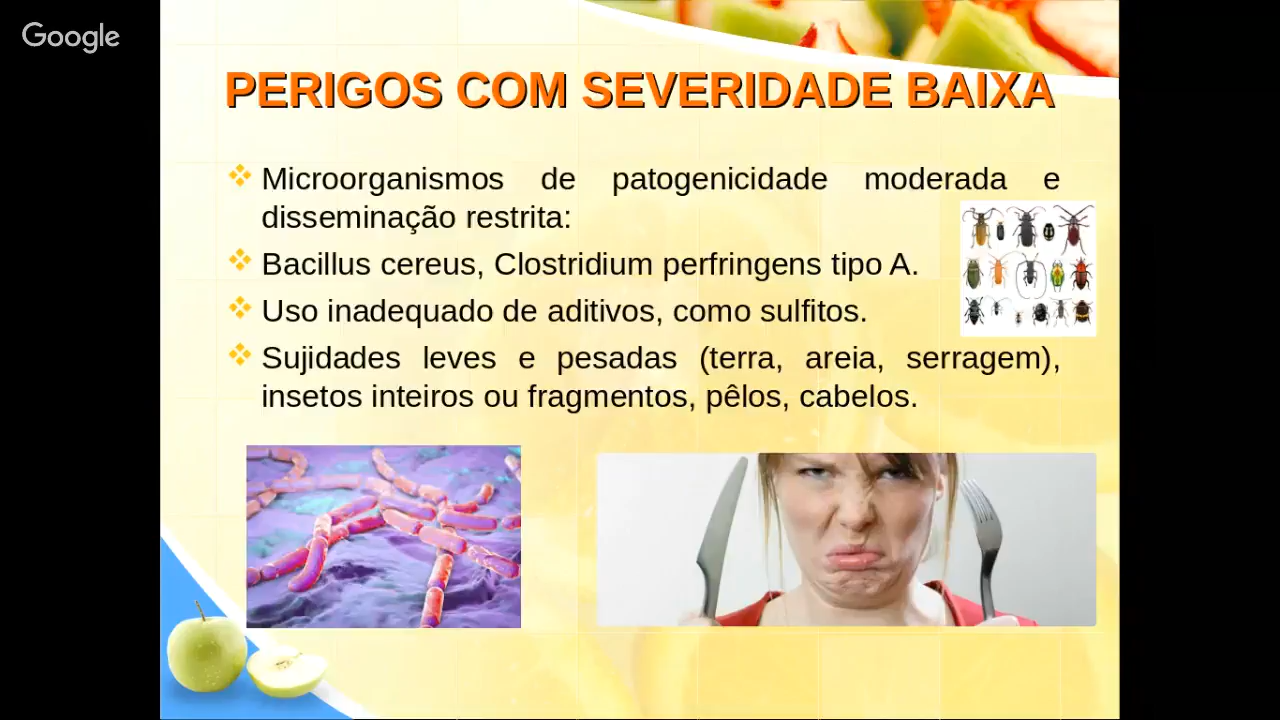 Google
PERIGOS COM SEVERIDADE BAIXA
Microorganismos de patogenicidade moderada e
disseminação restrita:
Bacillus cereus, Clostridium perfringens tipo A.
Uso inadequado de aditivos, como sulfitos.
Sujidades leves e pesadas (terra, areia, serragem),
insetos inteiros ou fragmentos, pêlos, cabelos.